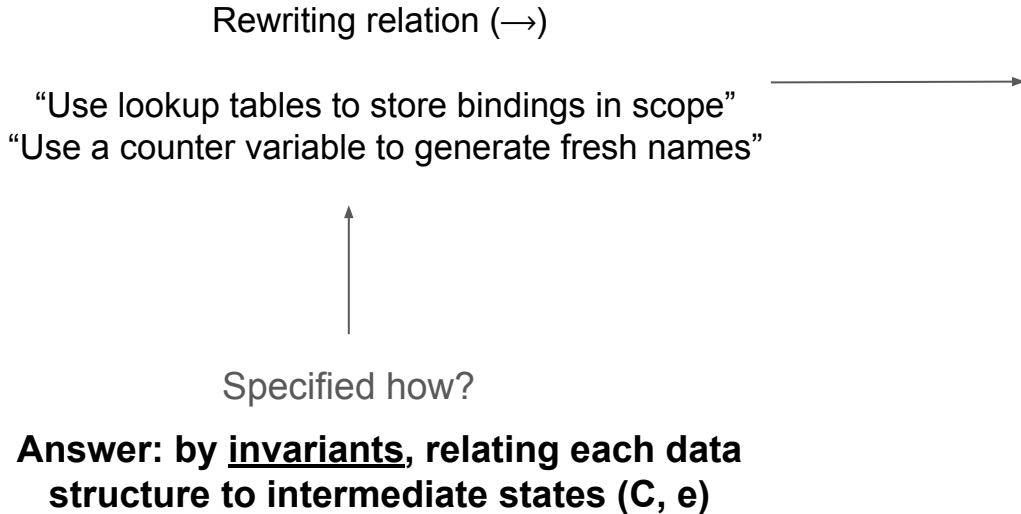 Rewriting relation (→)
“Use lookup tables to store bindings in scope”
“Use a counter variable to generate fresh names”
Specified how?
Answer: by invariants, relating each data
structure to intermediate states (C, e)